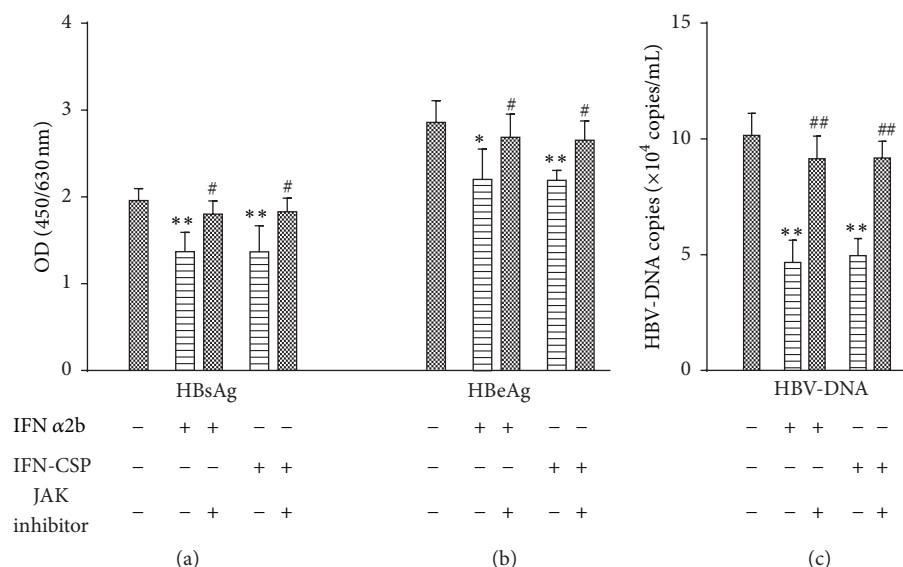 4
3
2
1
0
OD (450/630 nm)
** # ** #
* # ** #
HBsAg
HBeAg
15
10
5
0
HBV-DNA copies (×10⁴ copies/mL)
** ## ** ##
HBV-DNA
IFN α2b − + + − − − + + − − − + + − −
IFN-CSP − − − + + − − − + + − − − + +
JAK
inhibitor − − + − + − − + − + − − + − +
(a) (b) (c)